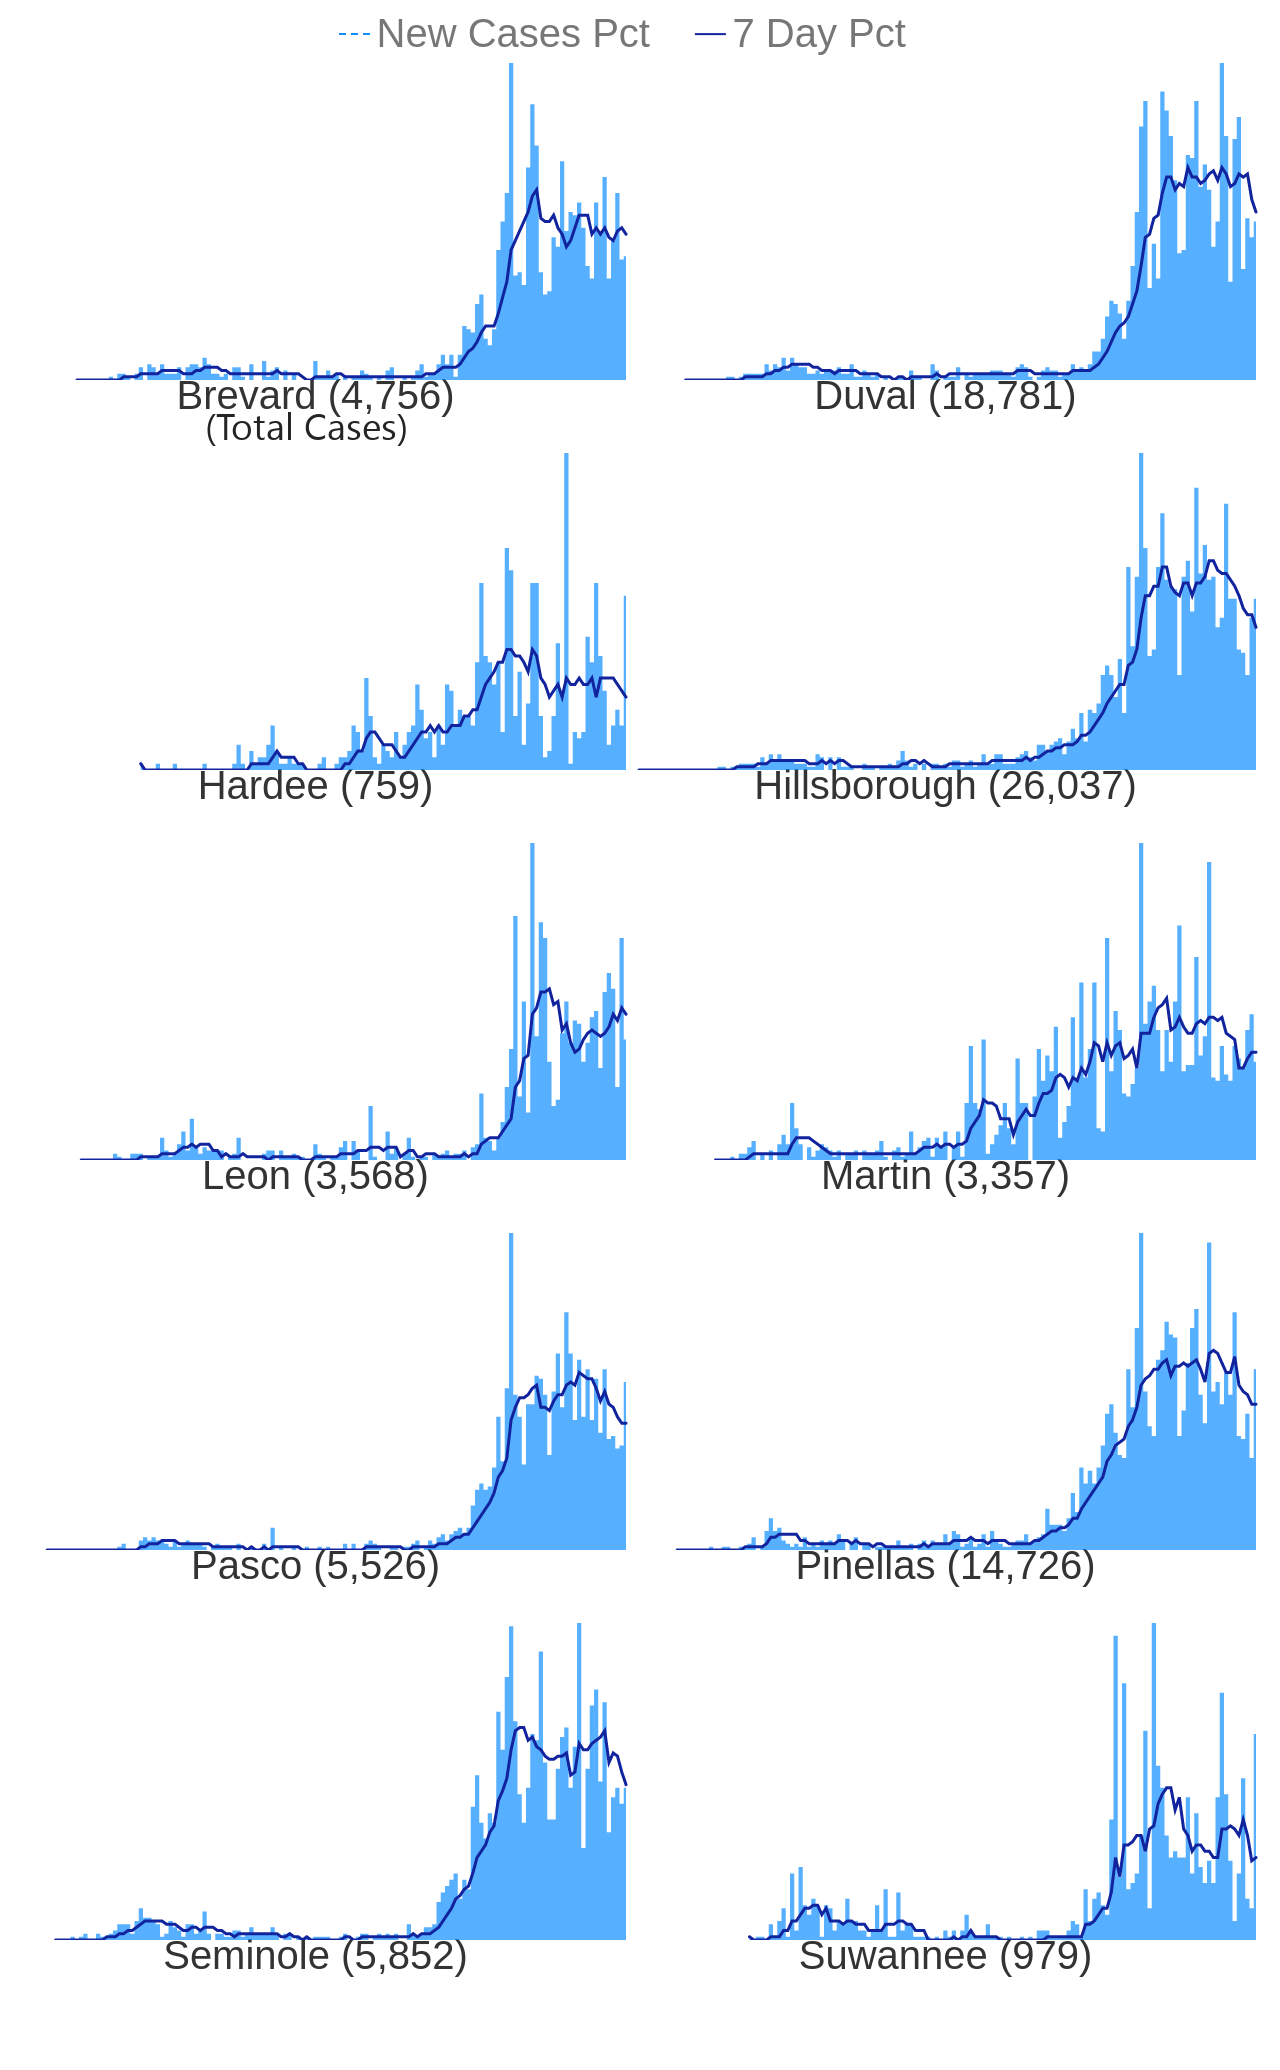 New Cases Pct 7 Day Pct
Brevard (4,756) Duval (18,781)
(Total Cases)
Hardee (759) Hillsborough (26,037)
Leon (3,568) Martin (3,357)
Pasco (5,526) Pinellas (14,726)
Seminole (5,852) Suwannee (979)